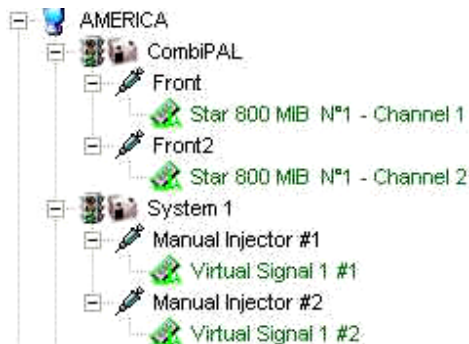 AMERICA
CombiPAL
Front
Star 800 MIB N°1 - Channel 1
Front2
Star 800 MIB N°1 - Channel 2
System 1
Manual Injector #1
Virtual Signal 1 #1
Manual Injector #2
Virtual Signal 1 #2